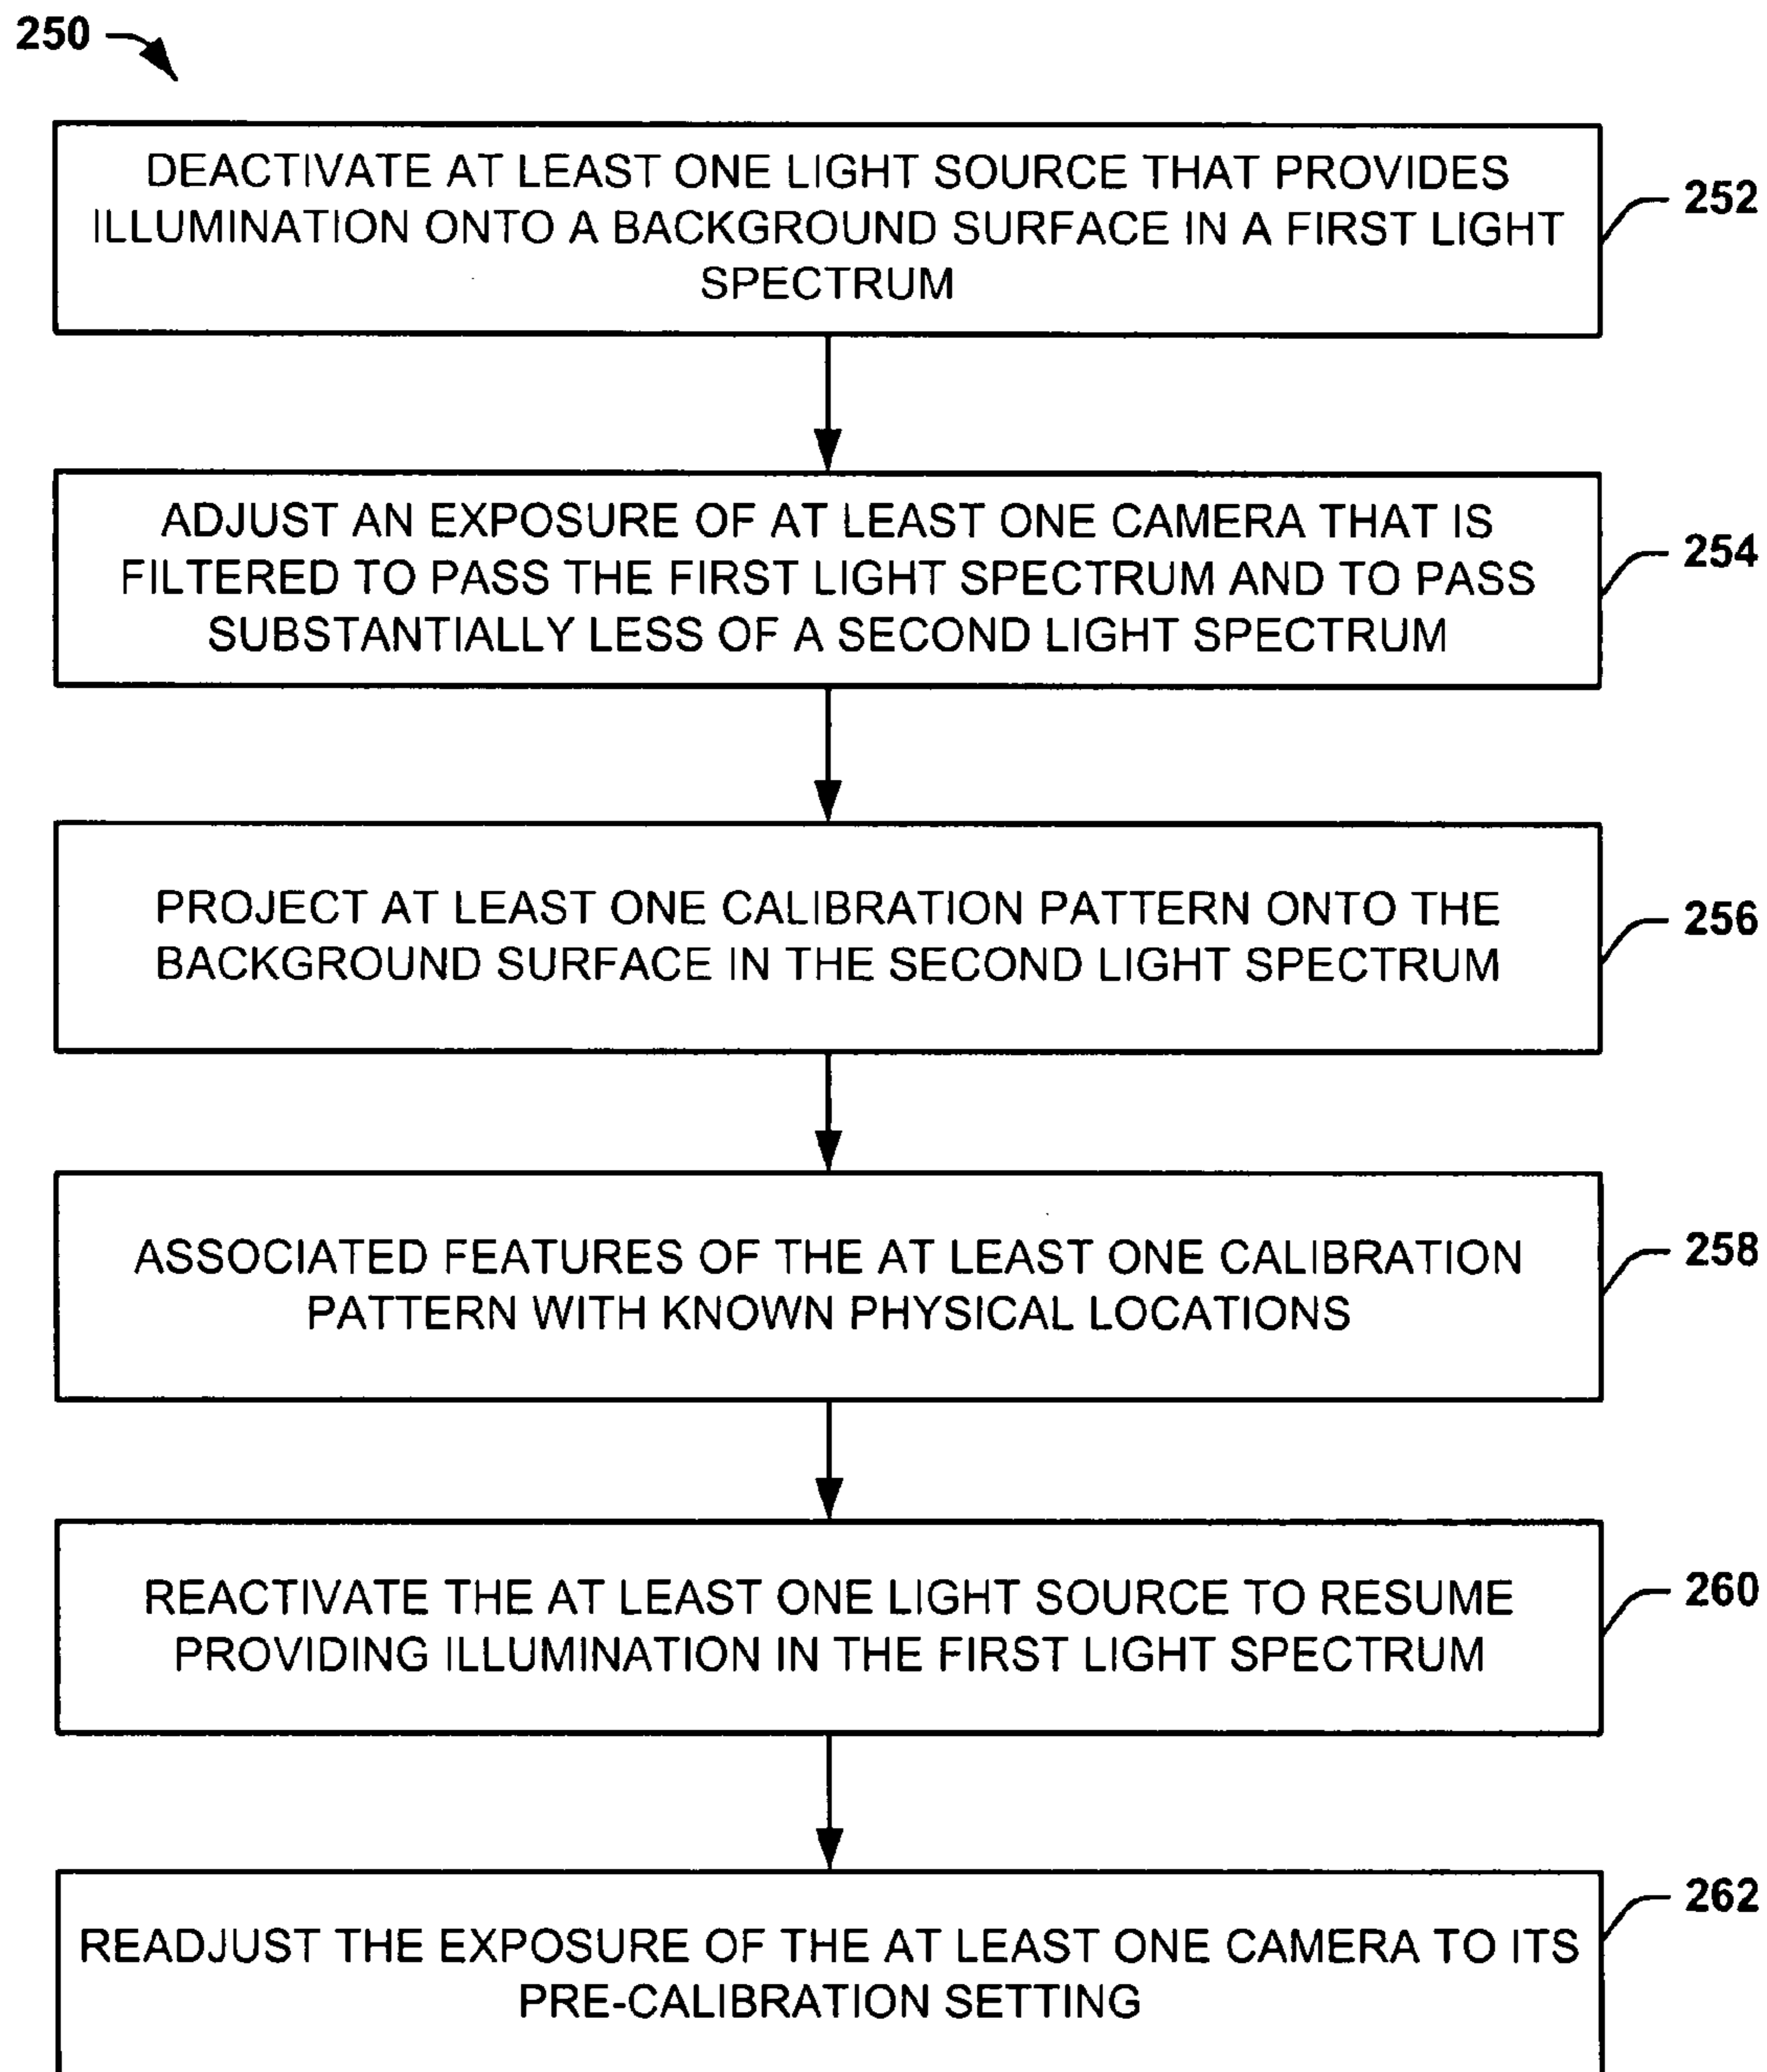 250
DEACTIVATE AT LEAST ONE LIGHT SOURCE THAT PROVIDES
ILLUMINATION ONTO A BACKGROUND SURFACE IN A FIRST LIGHT
SPECTRUM
252
ADJUST AN EXPOSURE OF AT LEAST ONE CAMERA THAT IS
FILTERED TO PASS THE FIRST LIGHT SPECTRUM AND TO PASS
SUBSTANTIALLY LESS OF A SECOND LIGHT SPECTRUM
254
PROJECT AT LEAST ONE CALIBRATION PATTERN ONTO THE
BACKGROUND SURFACE IN THE SECOND LIGHT SPECTRUM
256
ASSOCIATED FEATURES OF THE AT LEAST ONE CALIBRATION
PATTERN WITH KNOWN PHYSICAL LOCATIONS
258
REACTIVATE THE AT LEAST ONE LIGHT SOURCE TO RESUME
PROVIDING ILLUMINATION IN THE FIRST LIGHT SPECTRUM
260
READJUST THE EXPOSURE OF THE AT LEAST ONE CAMERA TO ITS
PRE-CALIBRATION SETTING
262